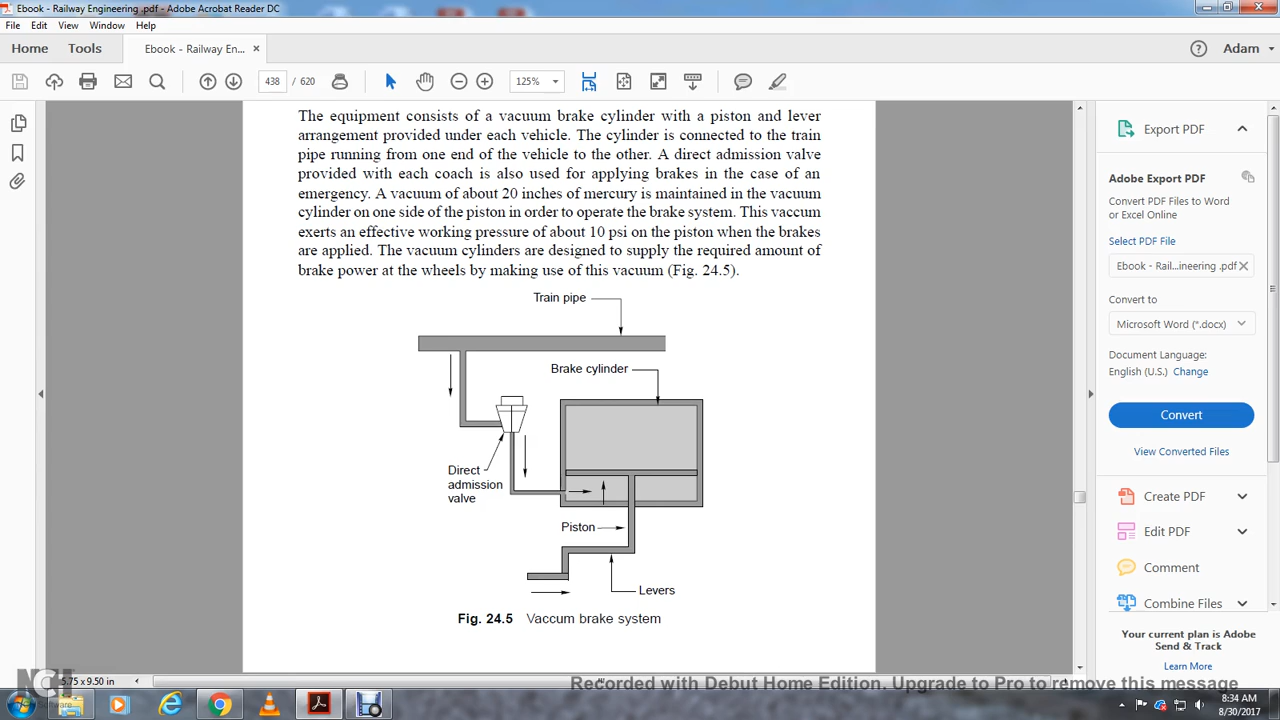 Ebook - Railway Engineering .pdf - Adobe Acrobat Reader DC
File Edit View Window Help
Home Tools Ebook - Railway En... × Adam
438 / 620 125%
The equipment consists of a vacuum brake cylinder with a piston and lever
arrangement provided under each vehicle. The cylinder is connected to the train
pipe running from one end of the vehicle to the other. A direct admission valve
provided with each coach is also used for applying brakes in the case of an
emergency. A vacuum of about 20 inches of mercury is maintained in the vacuum
cylinder on one side of the piston in order to operate the brake system. This vaccum
exerts an effective working pressure of about 10 psi on the piston when the brakes
are applied. The vacuum cylinders are designed to supply the required amount of
brake power at the wheels by making use of this vacuum (Fig. 24.5).
Train pipe
Brake cylinder
Direct
admission
valve
Piston
Levers
Fig. 24.5 Vaccum brake system
5.75 x 9.50 in
Export PDF
Adobe Export PDF
Convert PDF Files to Word
or Excel Online
Select PDF File
Ebook - Rail...ineering .pdf ×
Convert to
Microsoft Word (*.docx)
Document Language:
English (U.S.) Change
Convert
View Converted Files
Create PDF
Edit PDF
Comment
Combine Files
Your current plan is Adobe
Send & Track
Learn More
NCH
Software
Recorded with Debut Home Edition. Upgrade to Pro to remove this message
8:34 AM
8/30/2017